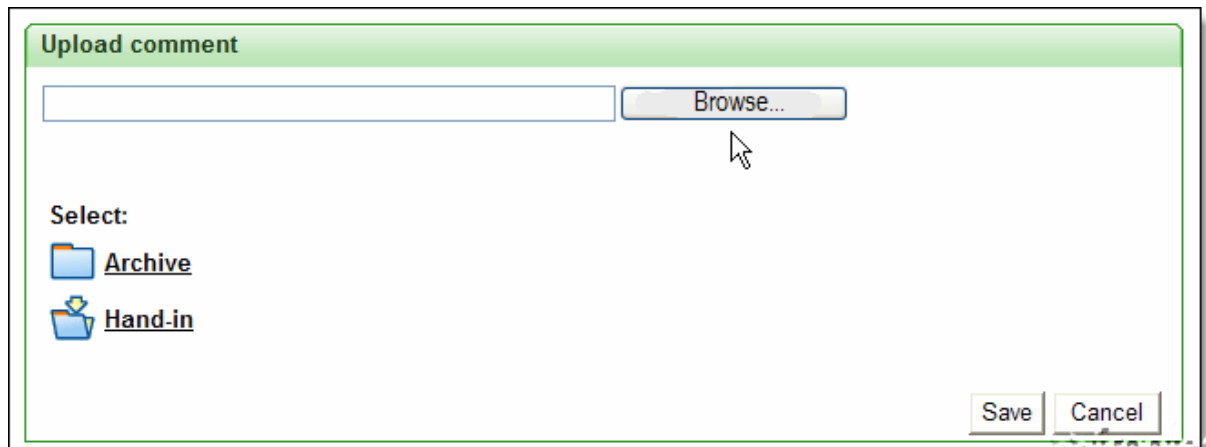 Upload comment
Browse...
Select:
Archive
Hand-in
Save Cancel